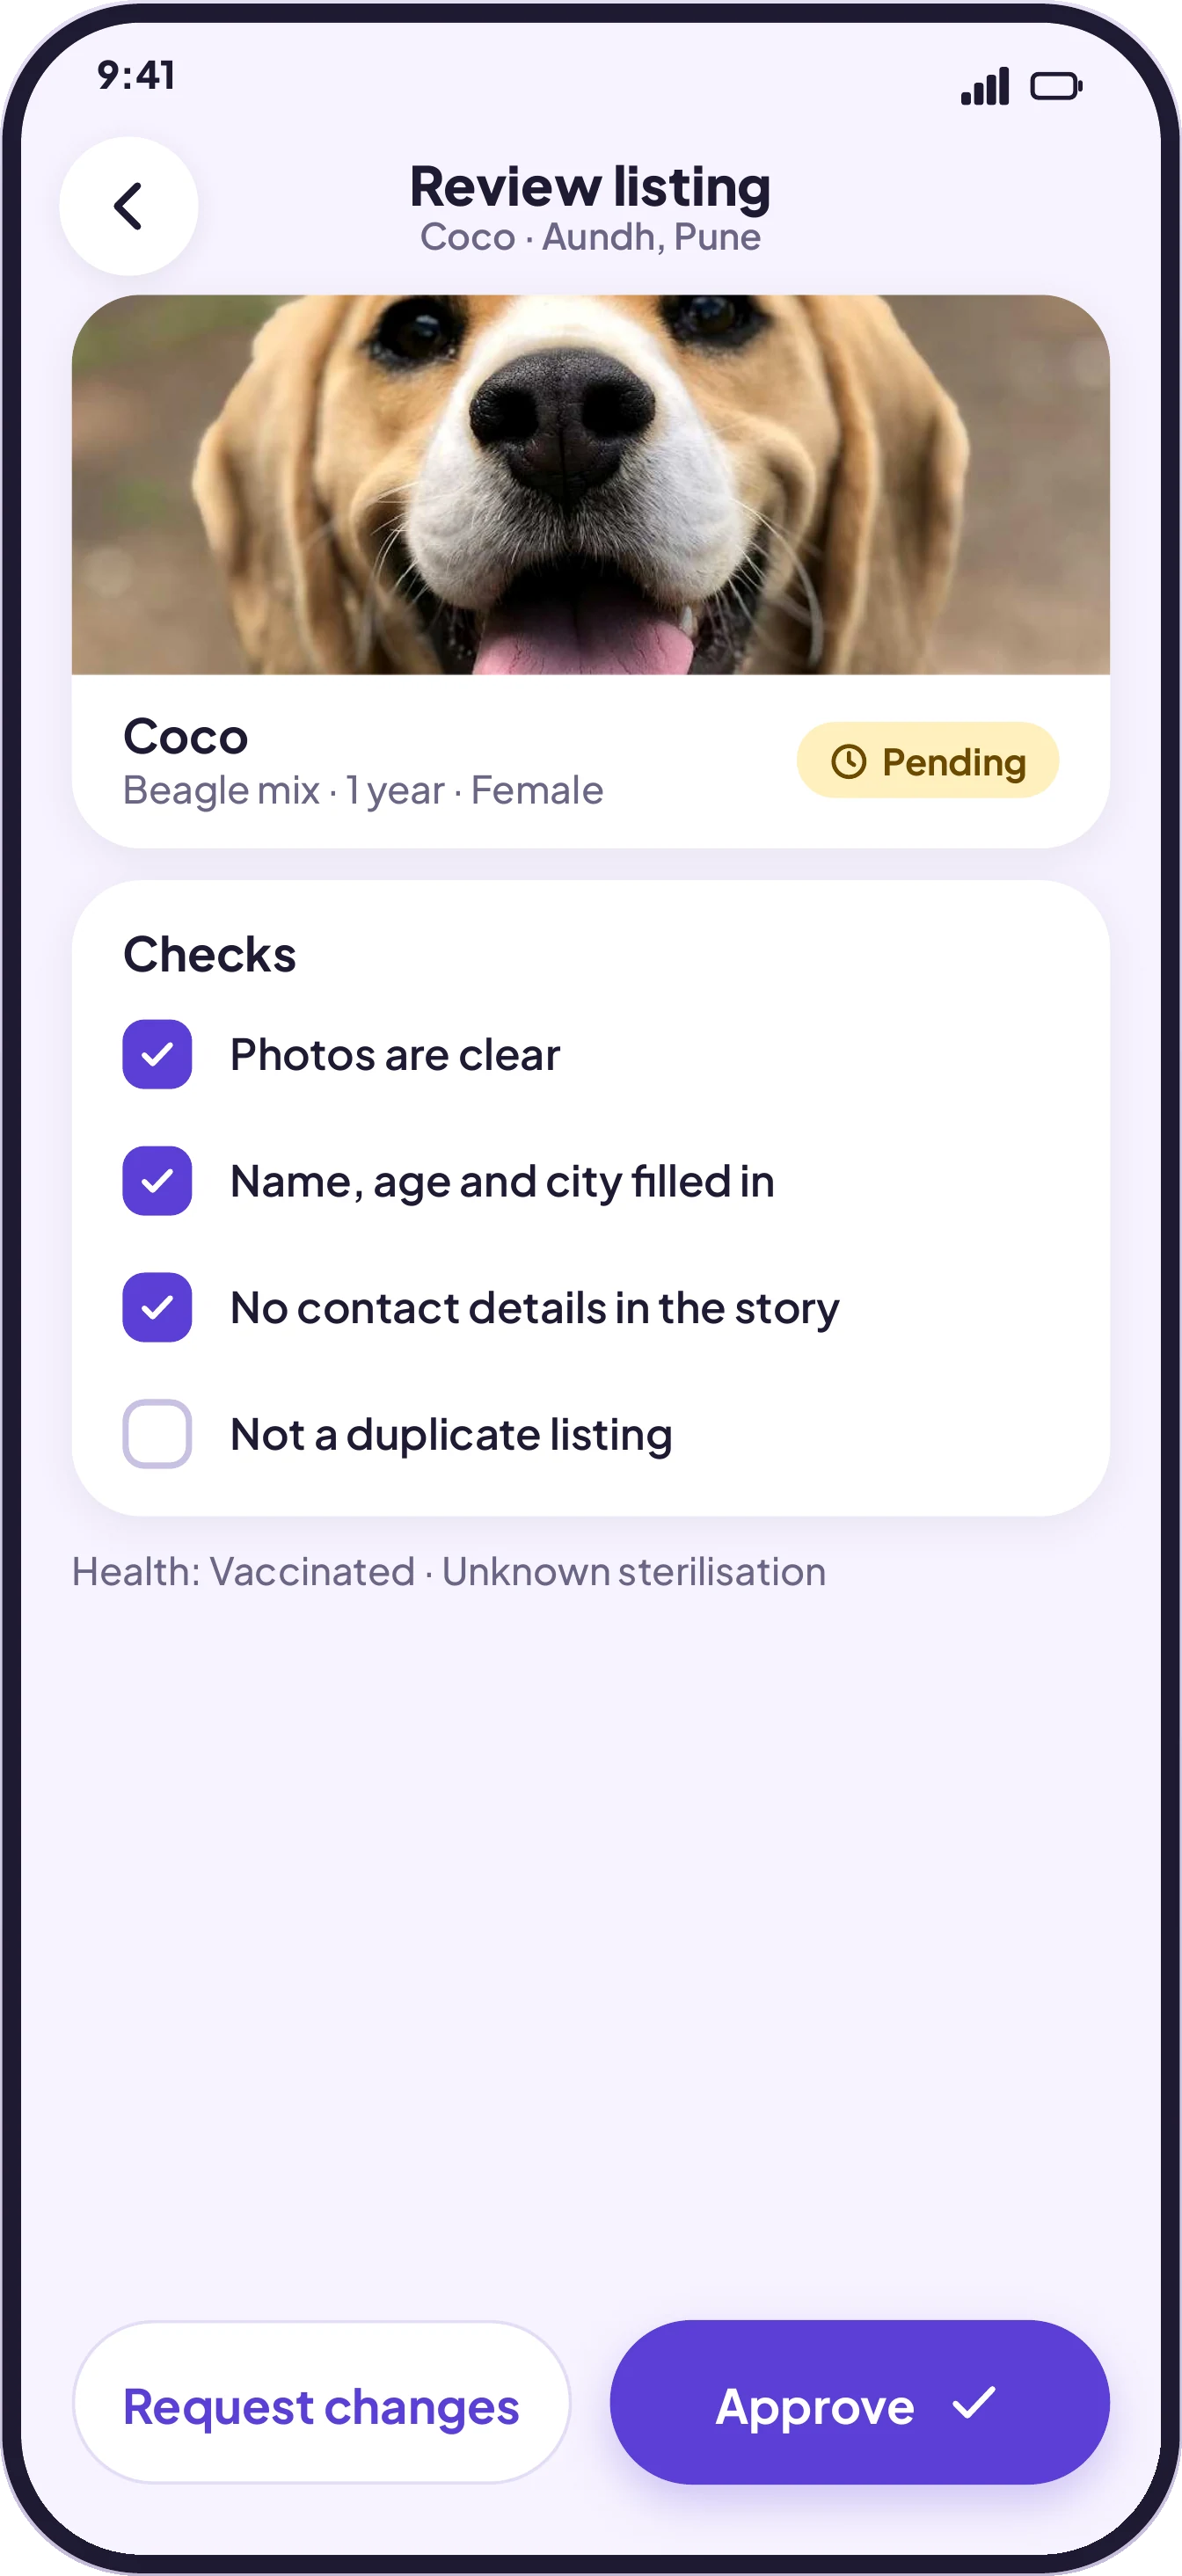 9:41
Review listing
Coco · Aundh, Pune
Coco
Beagle mix · 1 year · Female
Pending
Checks
Photos are clear
Name, age and city filled in
No contact details in the story
Not a duplicate listing
Health: Vaccinated · Unknown sterilisation
Request changes
Approve